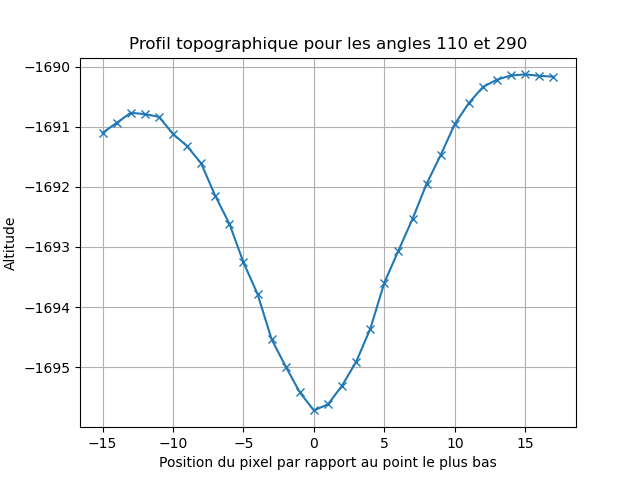 Profil topographique pour les angles 110 et 290
−1690
−1691
−1692
−1693
−1694
−1695
Altitude
−15 −10 −5 0 5 10 15
Position du pixel par rapport au point le plus bas